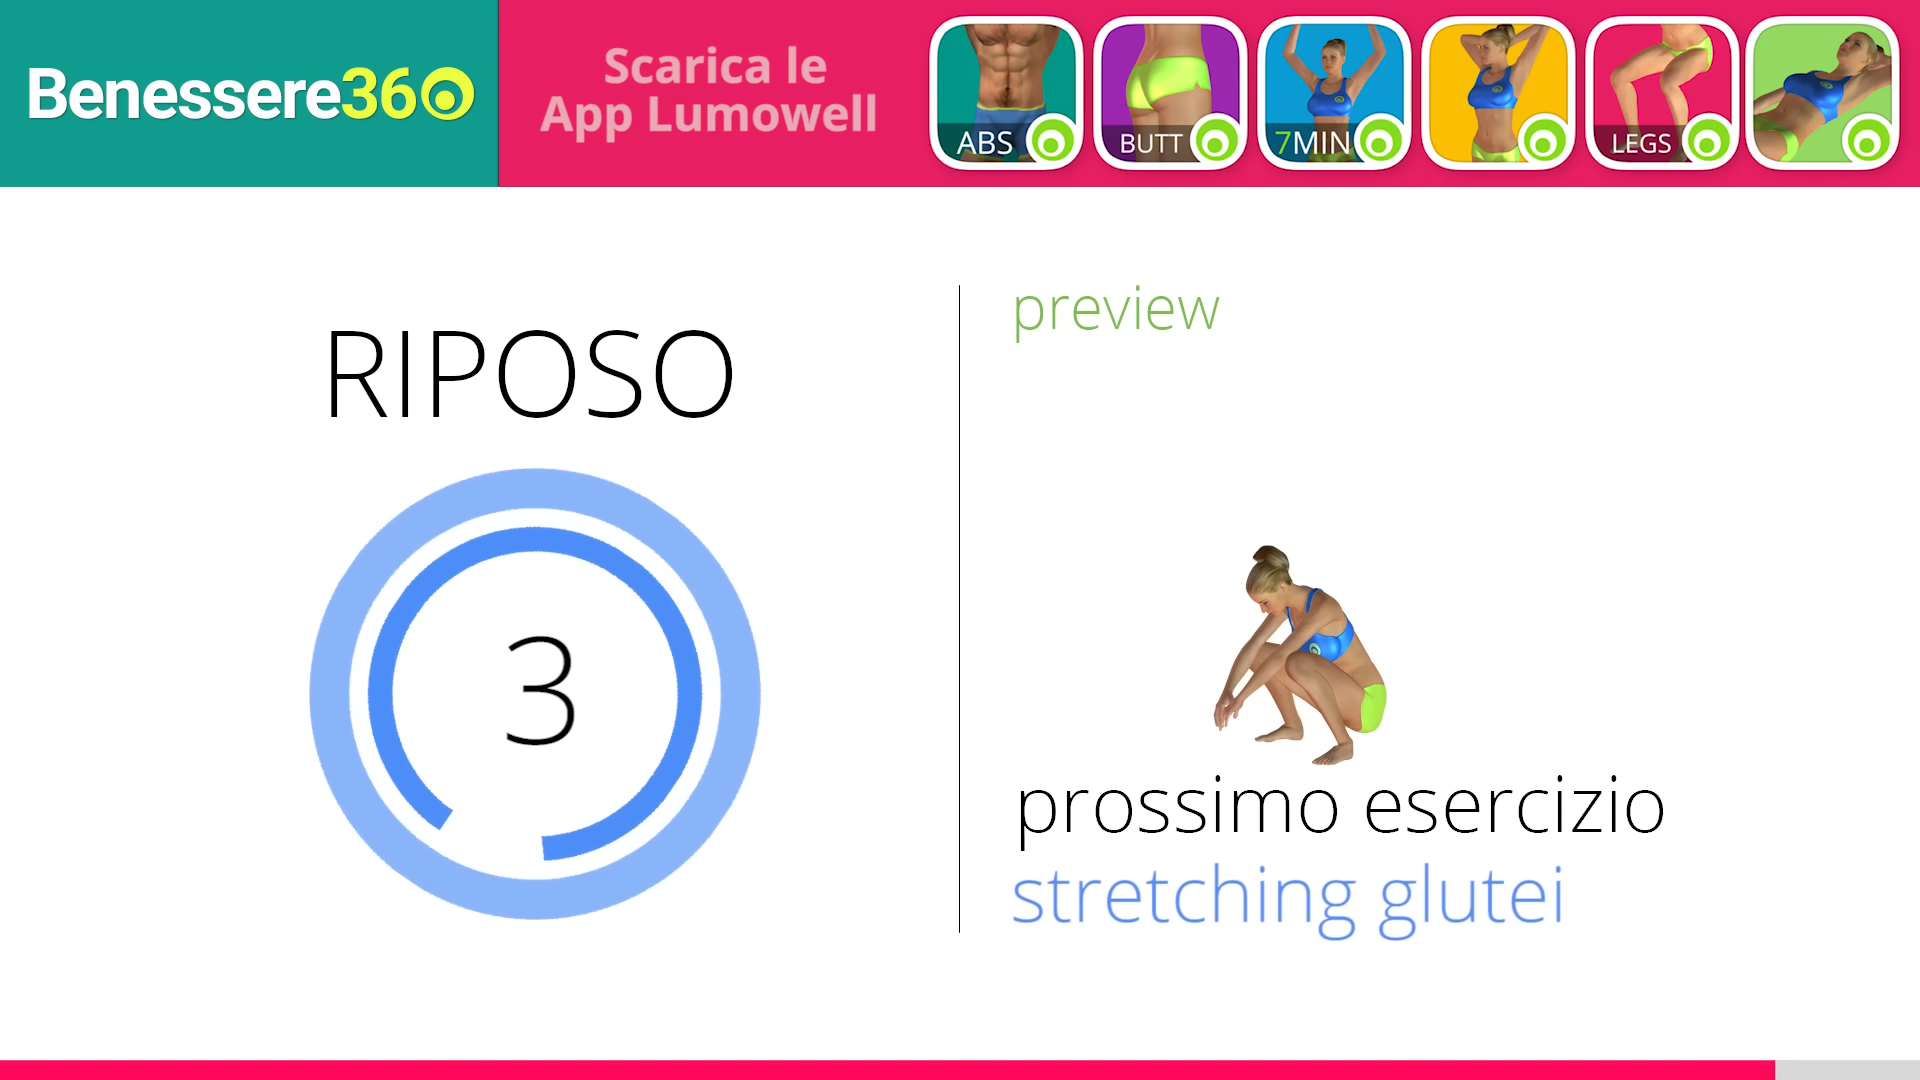 Benessere360
Scarica le
App Lumowell
ABS
BUTT
7MIN
LEGS
RIPOSO
3
preview
prossimo esercizio
stretching glutei